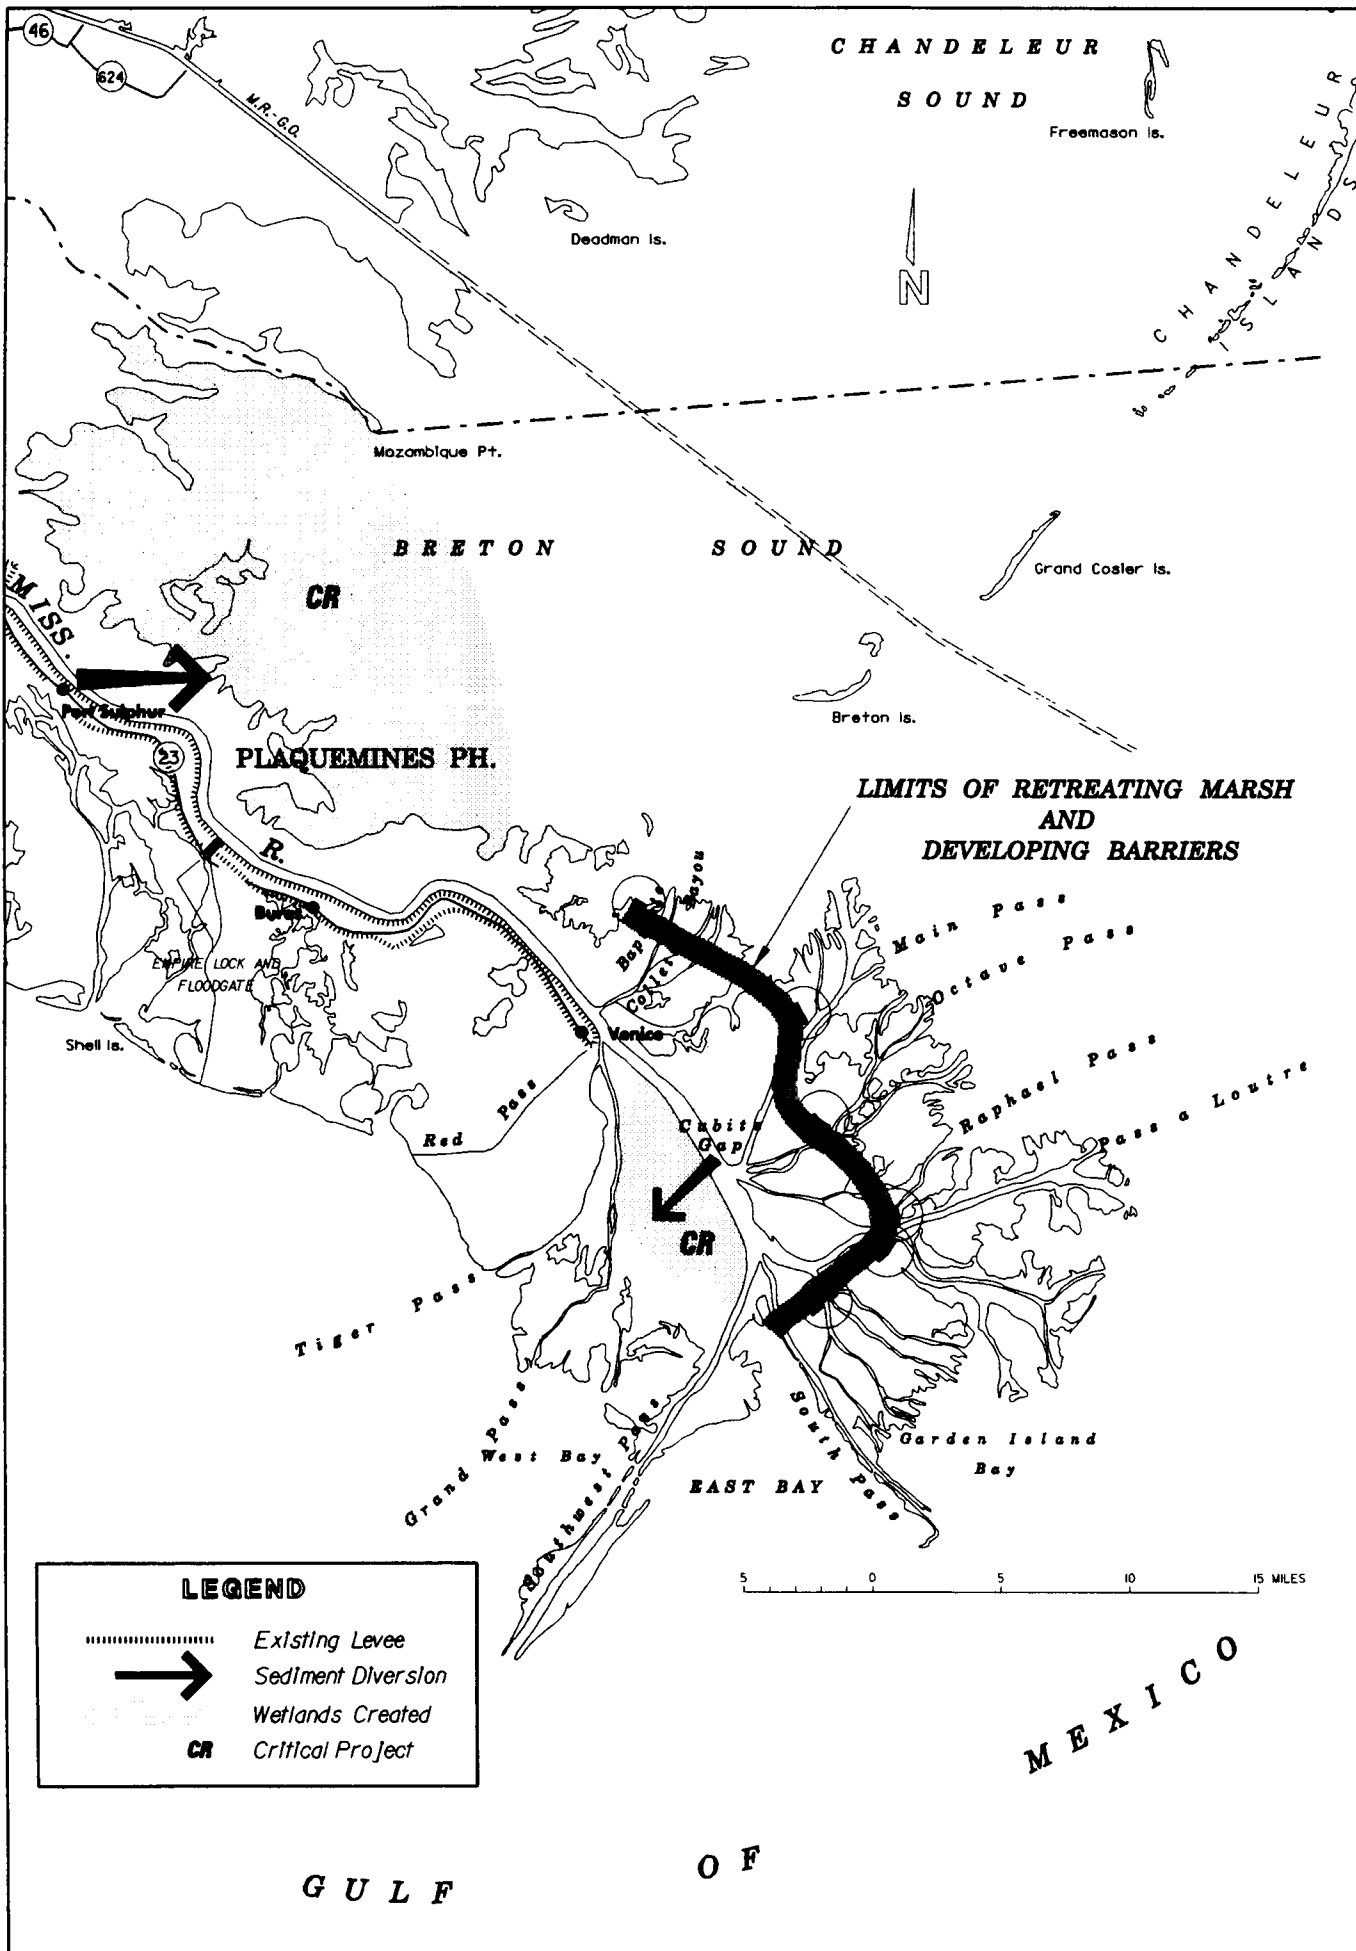 46
624
M.R.-G.O.
CHANDELEUR
SOUND
Freemason Is.
CHANDELEUR
ISLANDS
Deadman Is.
N
Mozambique Pt.
BRETON SOUND
Grand Cosier Is.
CR
MISS.
Port Sulphur
Breton Is.
23
PLAQUEMINES PH.
LIMITS OF RETREATING MARSH
AND
DEVELOPING BARRIERS
R.
Buras
Bayou
Main Pass
Octave Pass
EMPIRE LOCK AND
FLOODGATE
Bap
Collet
Shell Is.
Venice
Raphael Pass
Pass a Loutre
Red Pass
Cubits
Gap
CR
Tiger Pass
Grand Pass
West Bay
Southwest Pass
South Pass
Garden Island
Bay
EAST BAY
5 0 5 10 15 MILES
LEGEND
Existing Levee
Sediment Diversion
Wetlands Created
CR Critical Project
GULF OF MEXICO